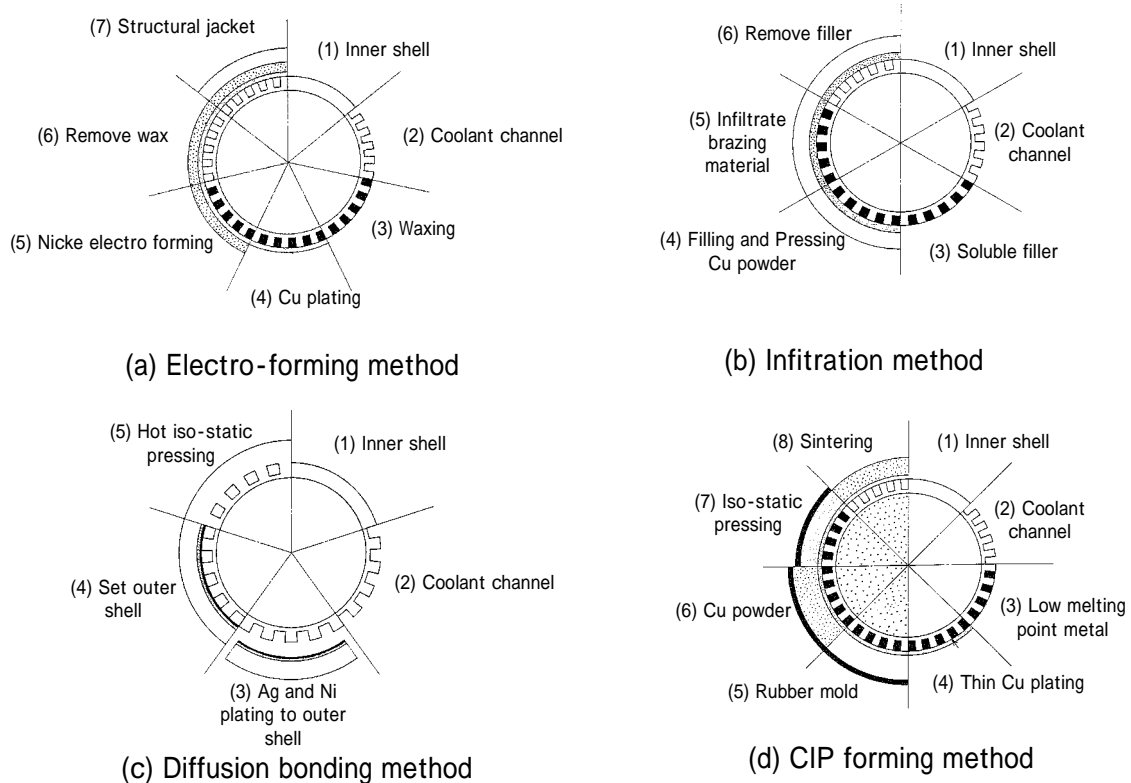 (7) Structural jacket
(1) Inner shell
(2) Coolant channel
(6) Remove wax
(3) Waxing
(5) Nicke electro forming
(4) Cu plating
(a) Electro-forming method
(6) Remove filler
(1) Inner shell
(5) Infiltrate
brazing
material
(2) Coolant
channel
(4) Filling and Pressing
Cu powder
(3) Soluble filler
(b) Infitration method
(5) Hot iso-static
pressing
(1) Inner shell
(4) Set outer
shell
(2) Coolant channel
(3) Ag and Ni
plating to outer
shell
(c) Diffusion bonding method
(8) Sintering
(1) Inner shell
(7) Iso-static
pressing
(2) Coolant
channel
(6) Cu powder
(3) Low melting
point metal
(5) Rubber mold
(4) Thin Cu plating
(d) CIP forming method